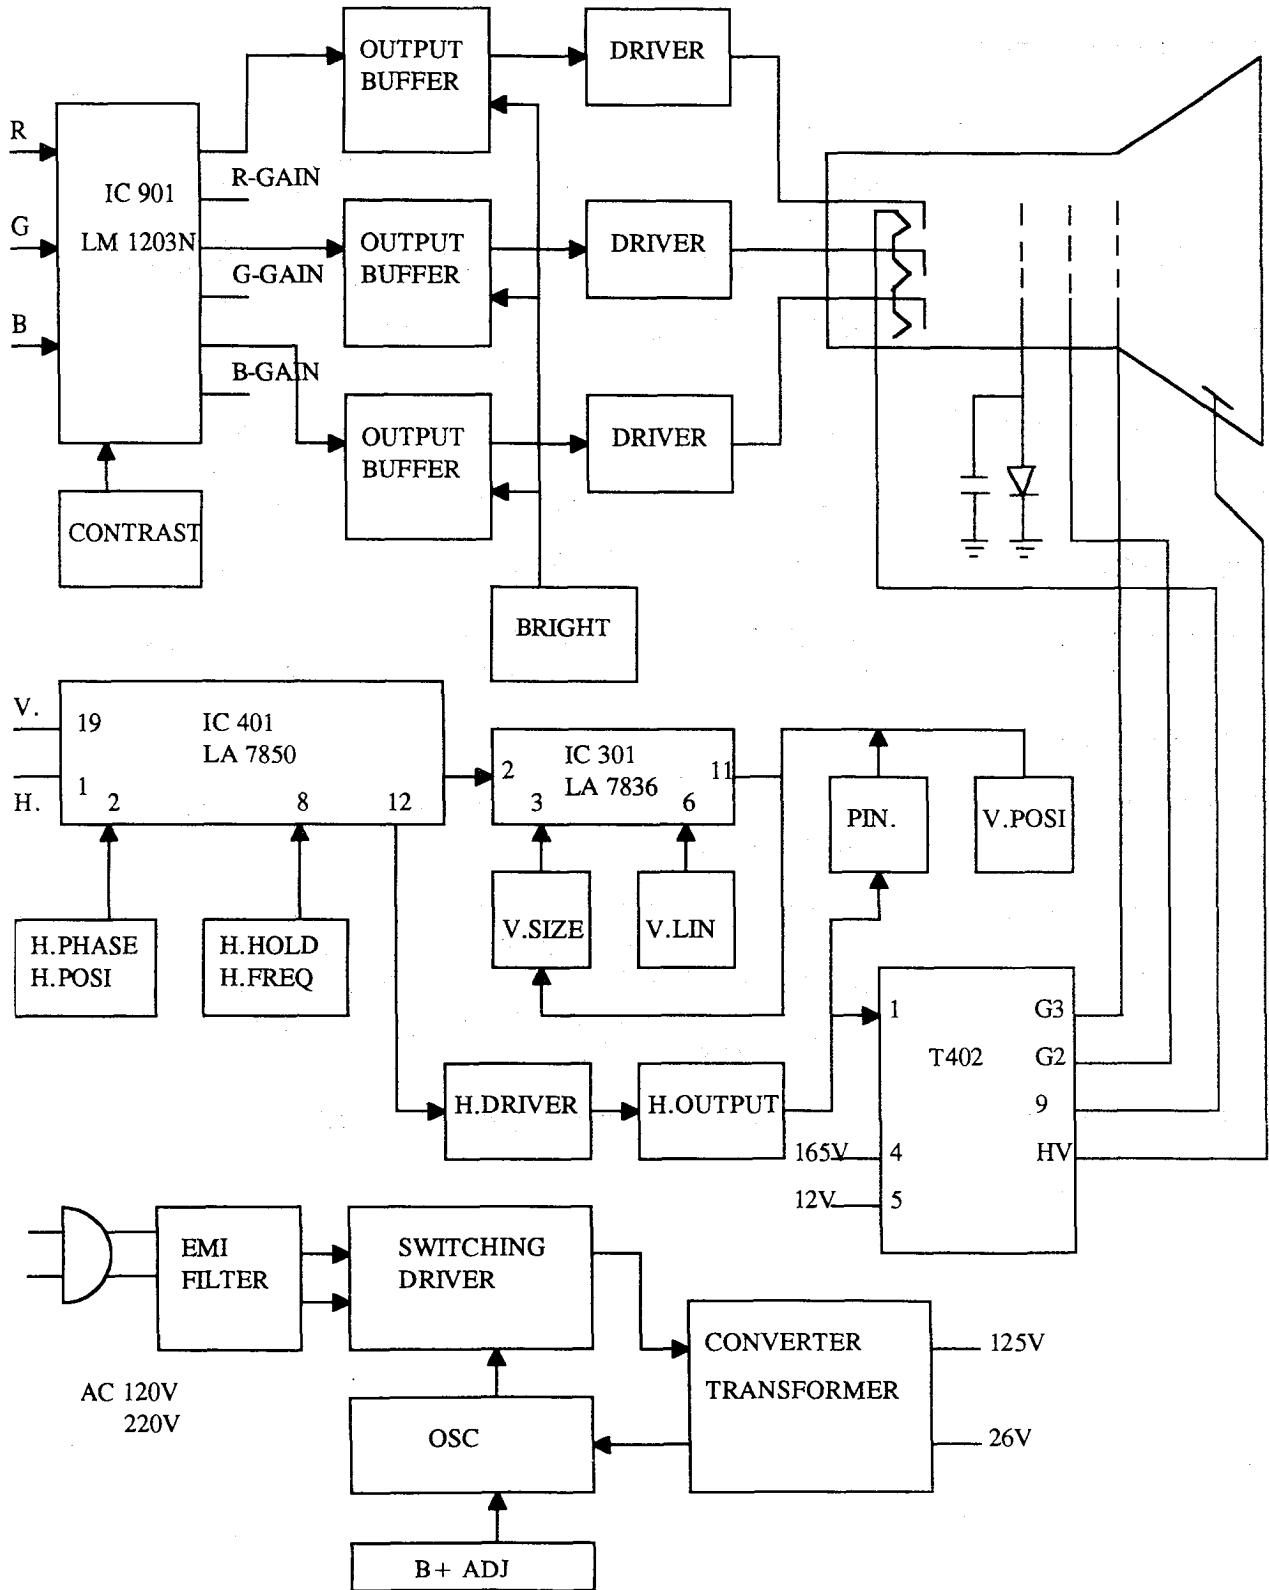 OUTPUT
BUFFER
DRIVER
R
IC 901
R-GAIN
G
LM 1203N
OUTPUT
BUFFER
DRIVER
G-GAIN
B
B-GAIN
OUTPUT
BUFFER
DRIVER
CONTRAST
BRIGHT
V.
19
IC 401
LA 7850
1
H.
2
8
12
2
IC 301
LA 7836
11
3
6
PIN.
V.POSI
H.PHASE
H.POSI
H.HOLD
H.FREQ
V.SIZE
V.LIN
1
G3
T402
G2
H.DRIVER
H.OUTPUT
9
165V
4
HV
12V
5
EMI
FILTER
SWITCHING
DRIVER
CONVERTER
TRANSFORMER
125V
AC 120V
220V
OSC
26V
B+ ADJ